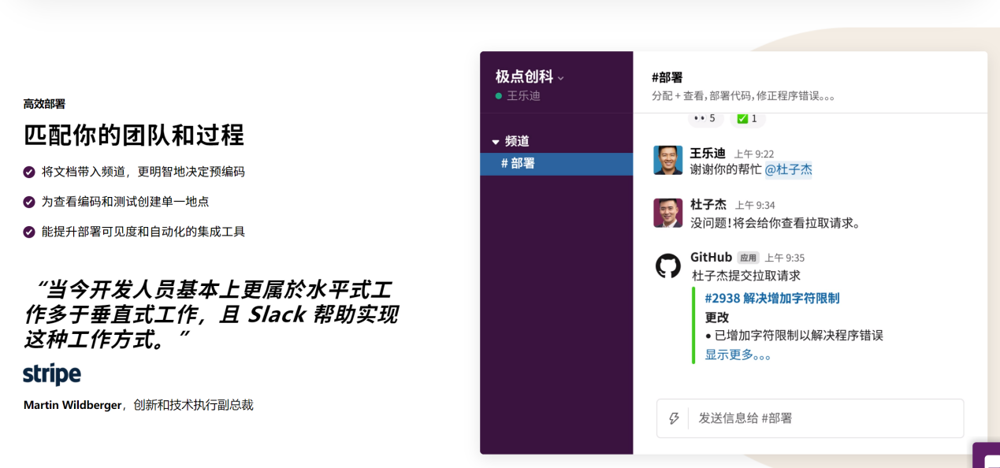 高效部署
匹配你的团队和过程
将文档带入频道，更明智地决定预编码
为查看编码和测试创建单一地点
能提升部署可见度和自动化的集成工具
“当今开发人员基本上更属於水平式工
作多于垂直式工作，且 Slack 帮助实现
这种工作方式。”
stripe
Martin Wildberger，创新和技术执行副总裁
极点创科
王乐迪
频道
# 部署
#部署
分配 + 查看，部署代码，修正程序错误。。。
5
1
王乐迪 上午 9:22
谢谢你的帮忙 @杜子杰
杜子杰 上午 9:34
没问题！将会给你查看拉取请求。
GitHub 应用 上午 9:35
杜子杰提交拉取请求
#2938 解决增加字符限制
更改
• 已增加字符限制以解决程序错误
显示更多。。。
发送信息给 #部署